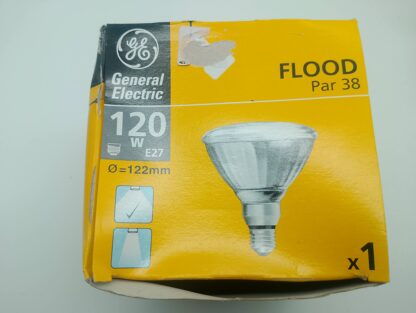 GE
General
Electric
120
W
E27
Ø=122mm
FLOOD
Par 38
x1